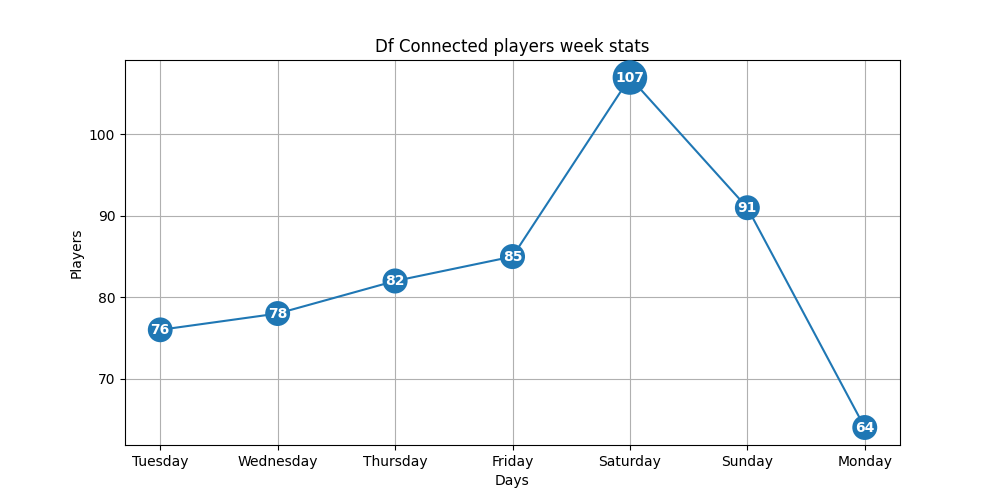 Df Connected players week stats
107
100
91
90
85
82
80
78
76
70
64
Players
Tuesday Wednesday Thursday Friday Saturday Sunday Monday
Days